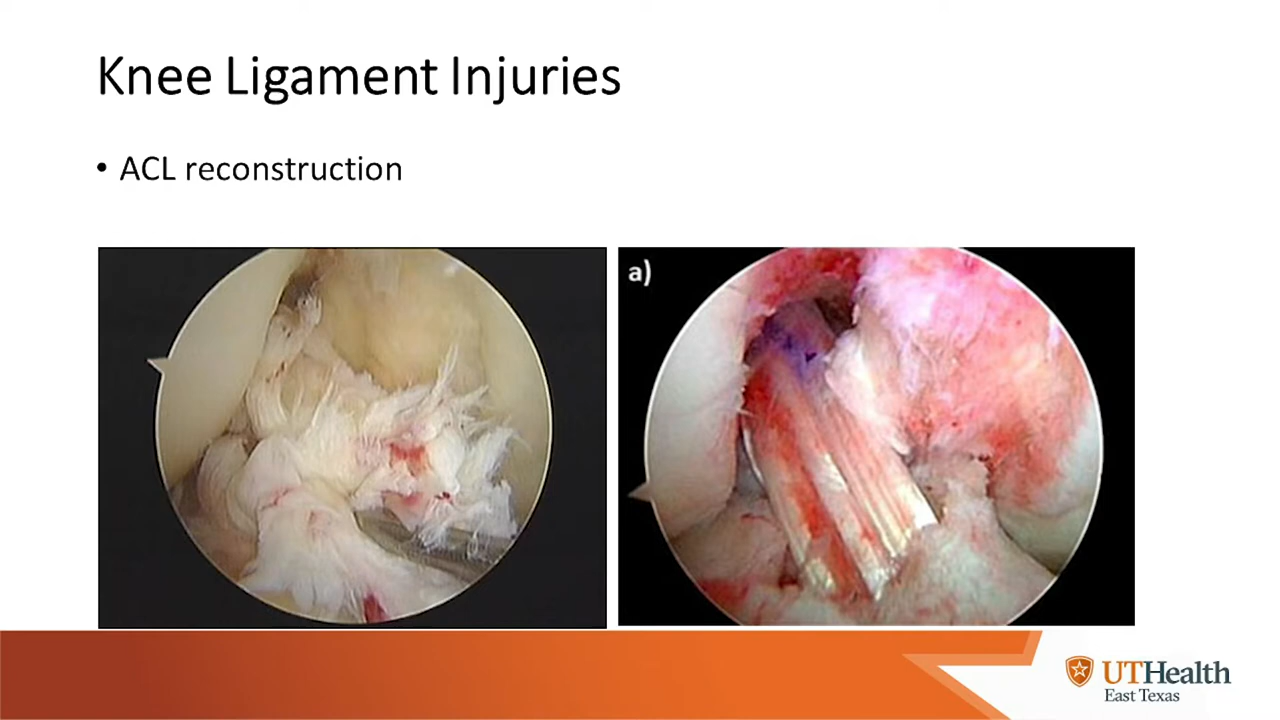 Knee Ligament Injuries
• ACL reconstruction
a)
UTHealth
East Texas